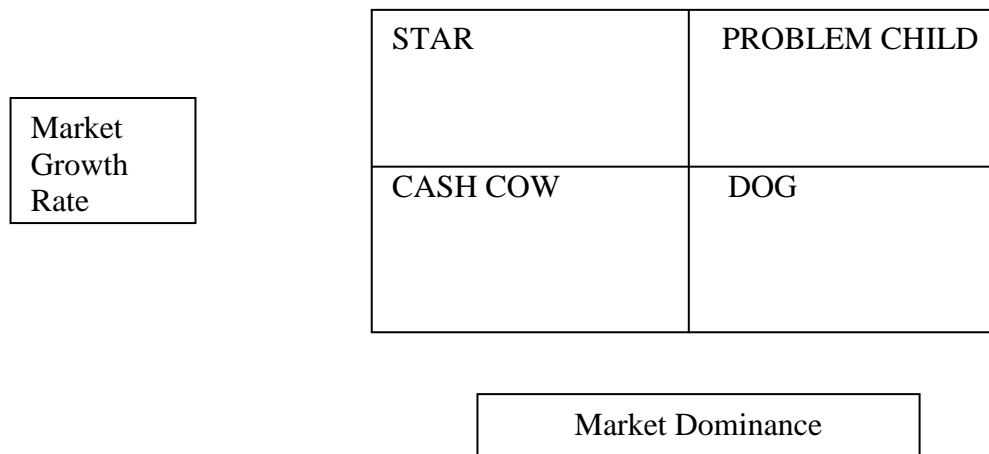 STAR
PROBLEM CHILD
Market
Growth
Rate
CASH COW
DOG
Market Dominance